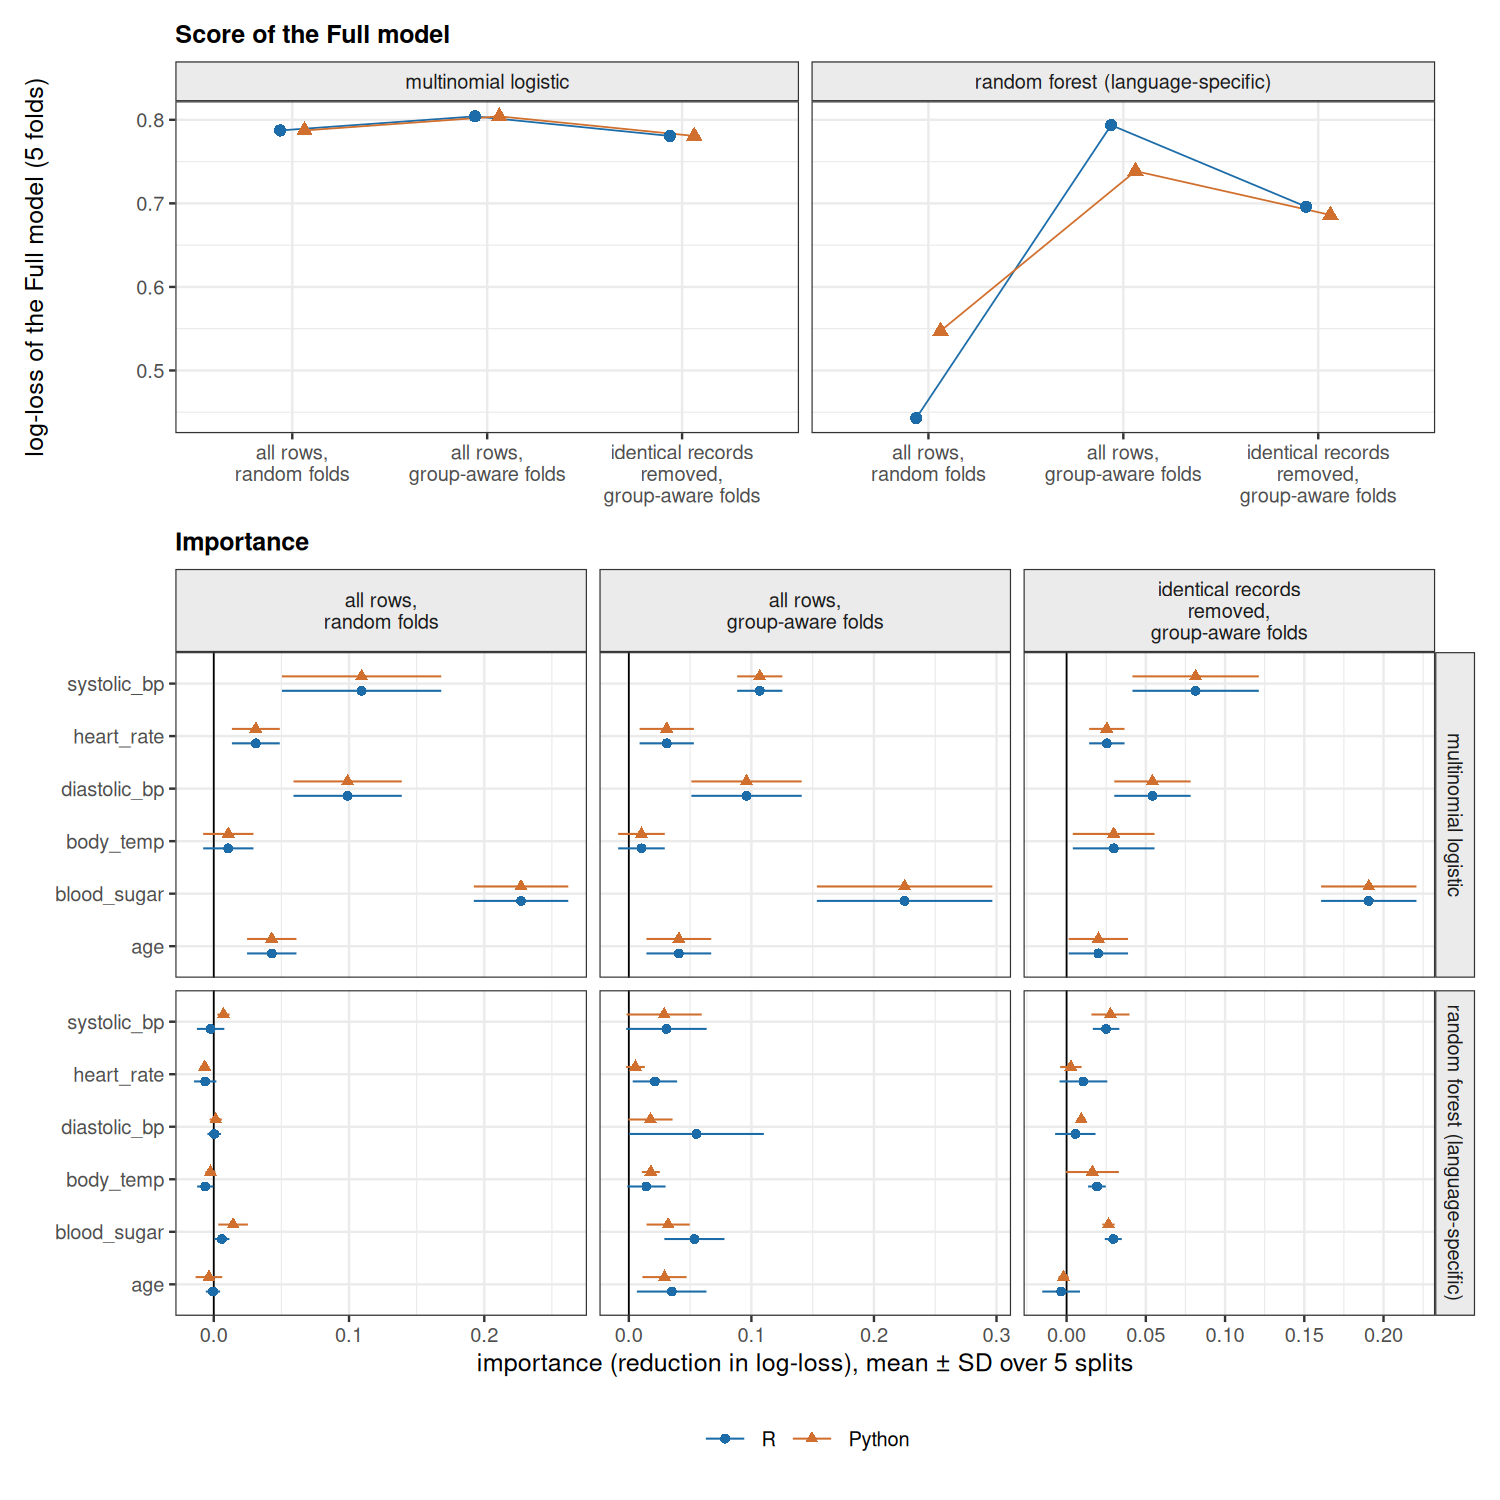 Score of the Full model
log-loss of the Full model (5 folds)
multinomial logistic
random forest (language-specific)
0.8
0.7
0.6
0.5
all rows,
random folds
all rows,
group-aware folds
identical records
removed,
group-aware folds
all rows,
random folds
all rows,
group-aware folds
identical records
removed,
group-aware folds
Importance
all rows,
random folds
all rows,
group-aware folds
identical records
removed,
group-aware folds
systolic_bp
heart_rate
diastolic_bp
body_temp
blood_sugar
age
multinomial logistic
systolic_bp
heart_rate
diastolic_bp
body_temp
blood_sugar
age
random forest (language-specific)
0.0 0.1 0.2
0.0 0.1 0.2 0.3
0.00 0.05 0.10 0.15 0.20
importance (reduction in log-loss), mean ± SD over 5 splits
R Python